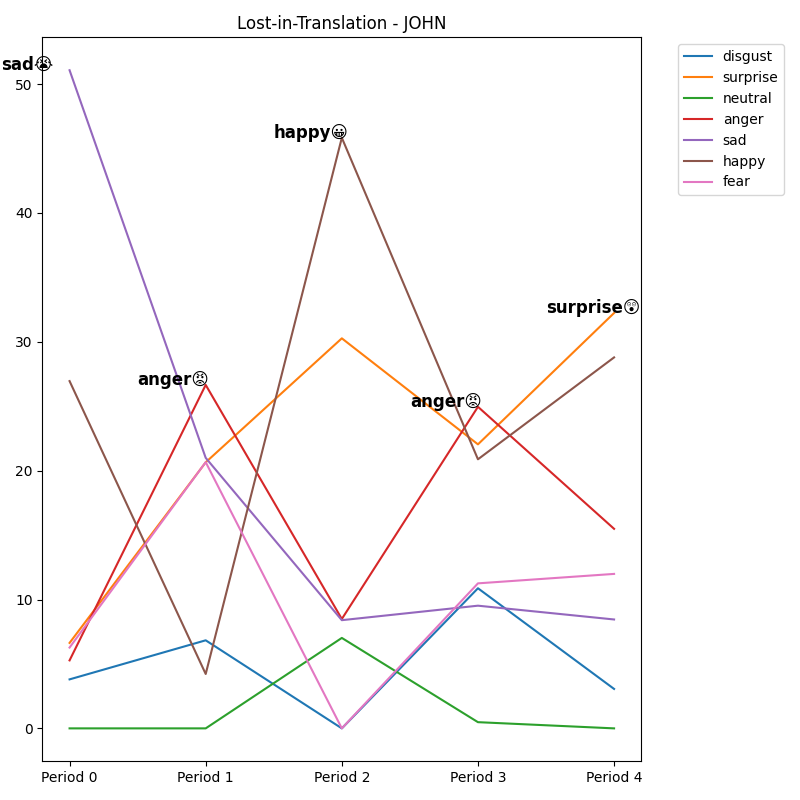 Lost-in-Translation - JOHN
sad😭
50
happy😀
40
surprise😲
30
anger😡
anger😡
20
10
0
Period 0 Period 1 Period 2 Period 3 Period 4
disgust
surprise
neutral
anger
sad
happy
fear